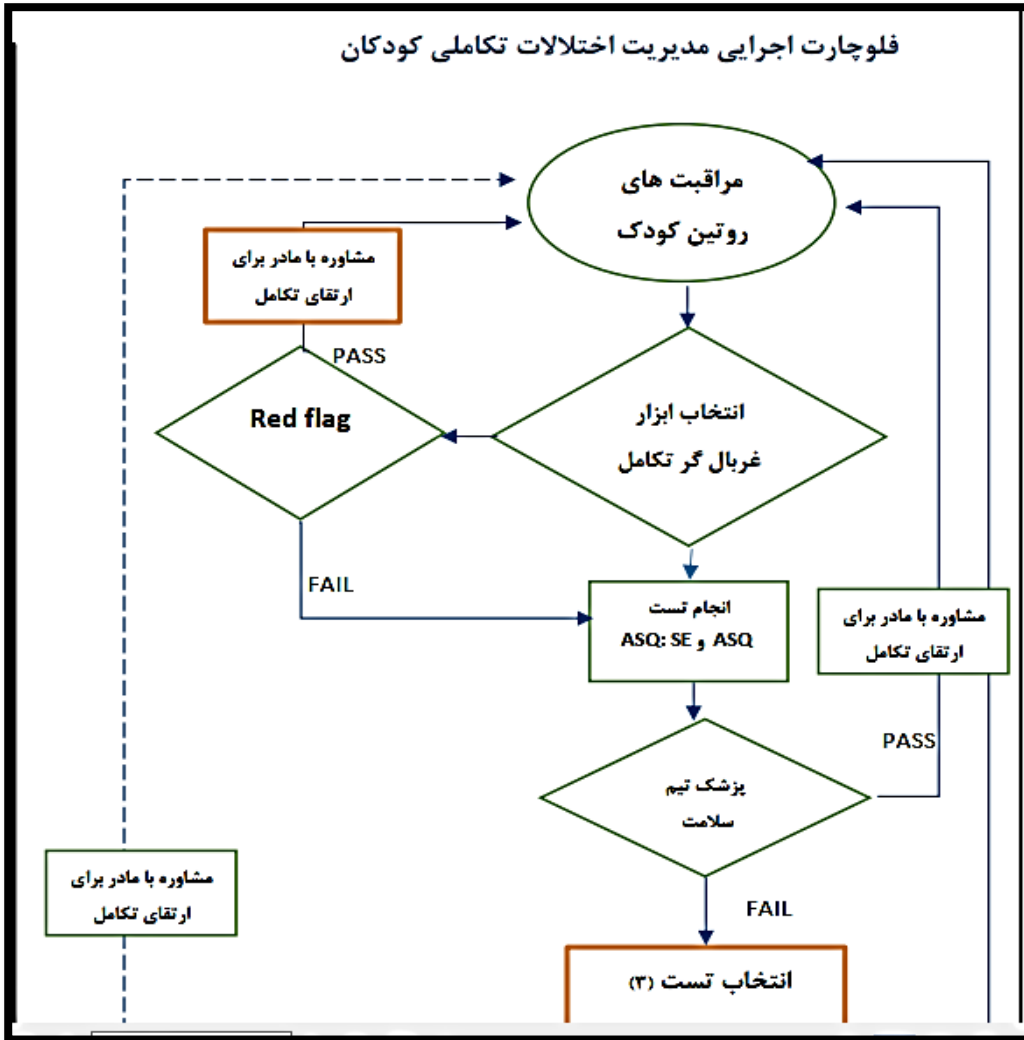 فلوچارت اجرایی مدیریت اختلالات تکاملی کودکان
مراقبت های
روتین کودک
مشاوره با مادر برای
ارتقای تکامل
PASS
Red flag
انتخاب ابزار
غربال گر تکامل
FAIL
انجام تست
ASQ و ASQ: SE
مشاوره با مادر برای
ارتقای تکامل
PASS
پزشک تیم
سلامت
مشاوره با مادر برای
ارتقای تکامل
FAIL
انتخاب تست (۳)